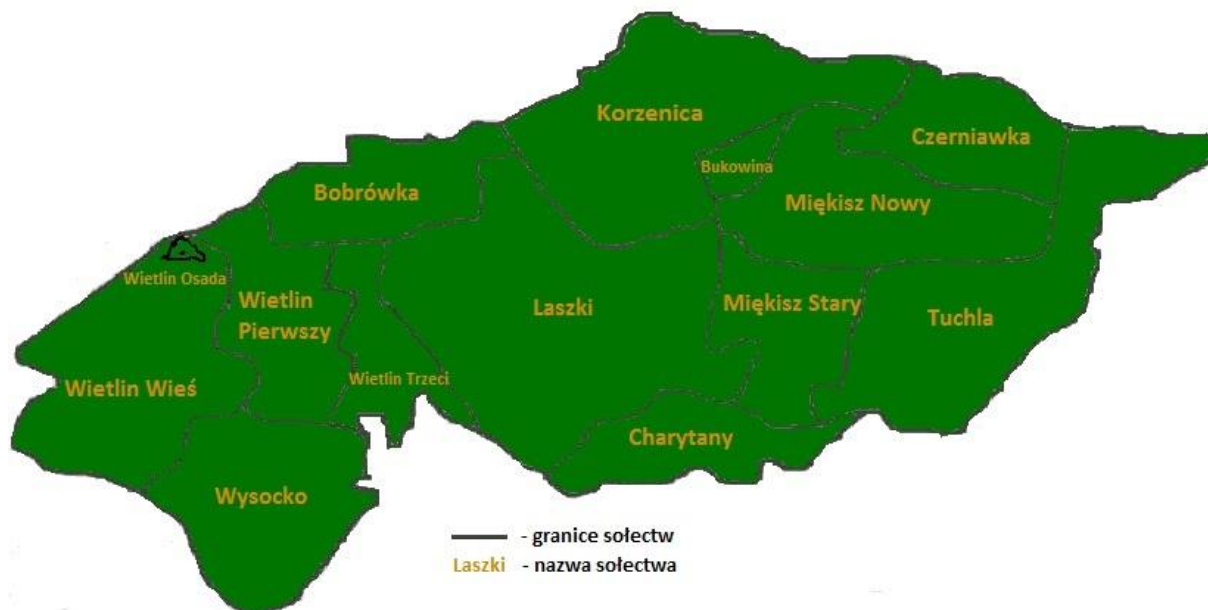 Korzenica
Czerniawka
Bukowina
Bobrówka
Miękisz Nowy
Wietlin Osada
Wietlin
Pierwszy
Laszki
Miękisz Stary
Tuchla
Wietlin Trzeci
Wietlin Wieś
Charytany
Wysocko
- granice sołectw
Laszki - nazwa sołectwa